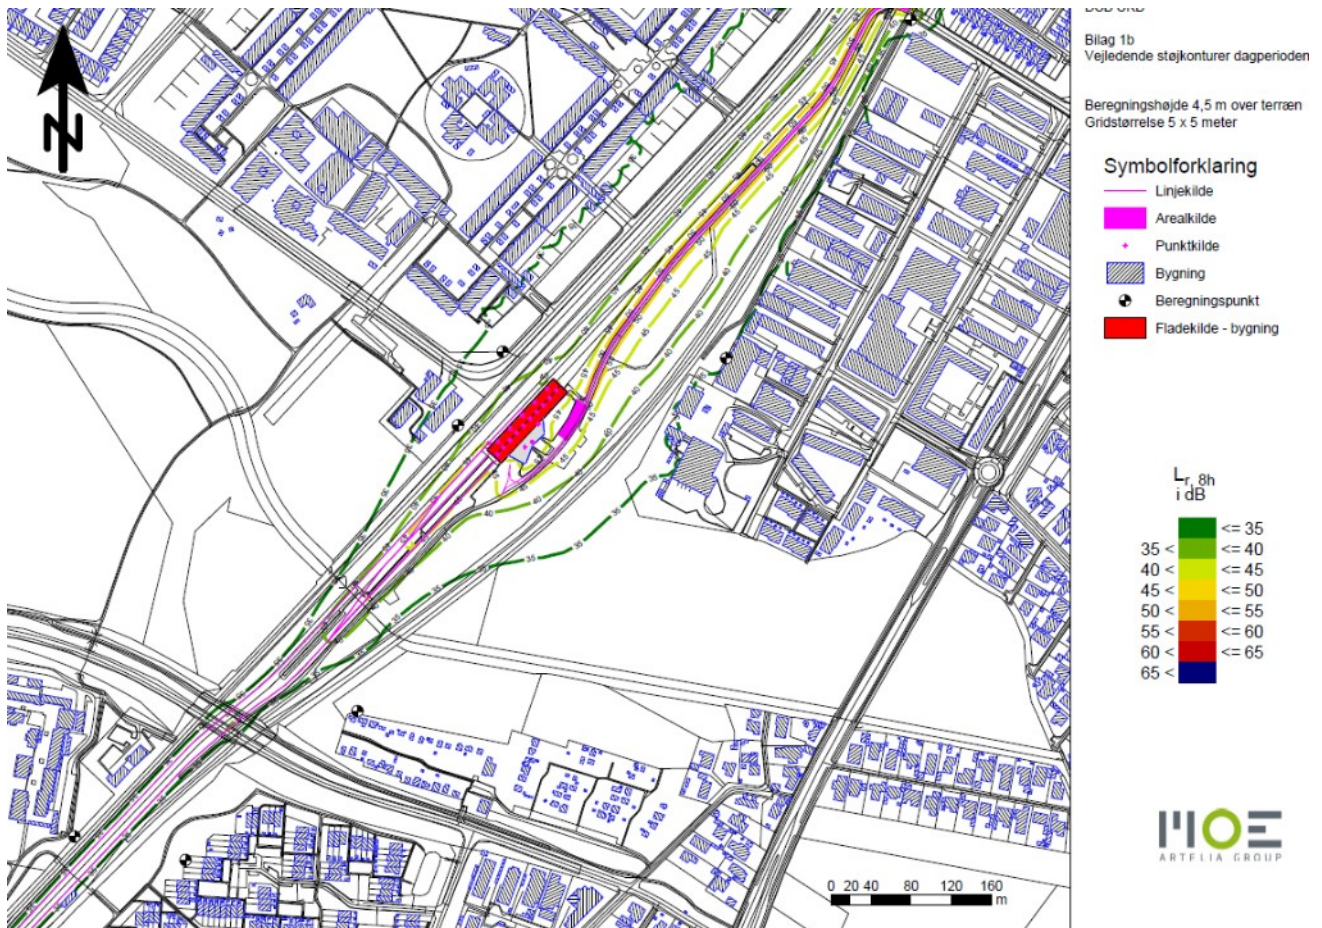 Bilag 1b
Vejledende støjkonturer dagperioden
Beregningshøjde 4,5 m over terræn
Gridstørrelse 5 x 5 meter
Symbolforklaring
Linjekilde
Arealkilde
Punktkilde
Bygning
Beregningspunkt
Fladekilde - bygning
N
Lr, 8h
i dB
<= 35
35 < <= 40
40 < <= 45
45 < <= 50
50 < <= 55
55 < <= 60
60 < <= 65
65 <
MOE
ARTELIA GROUP
0 20 40 80 120 160
m